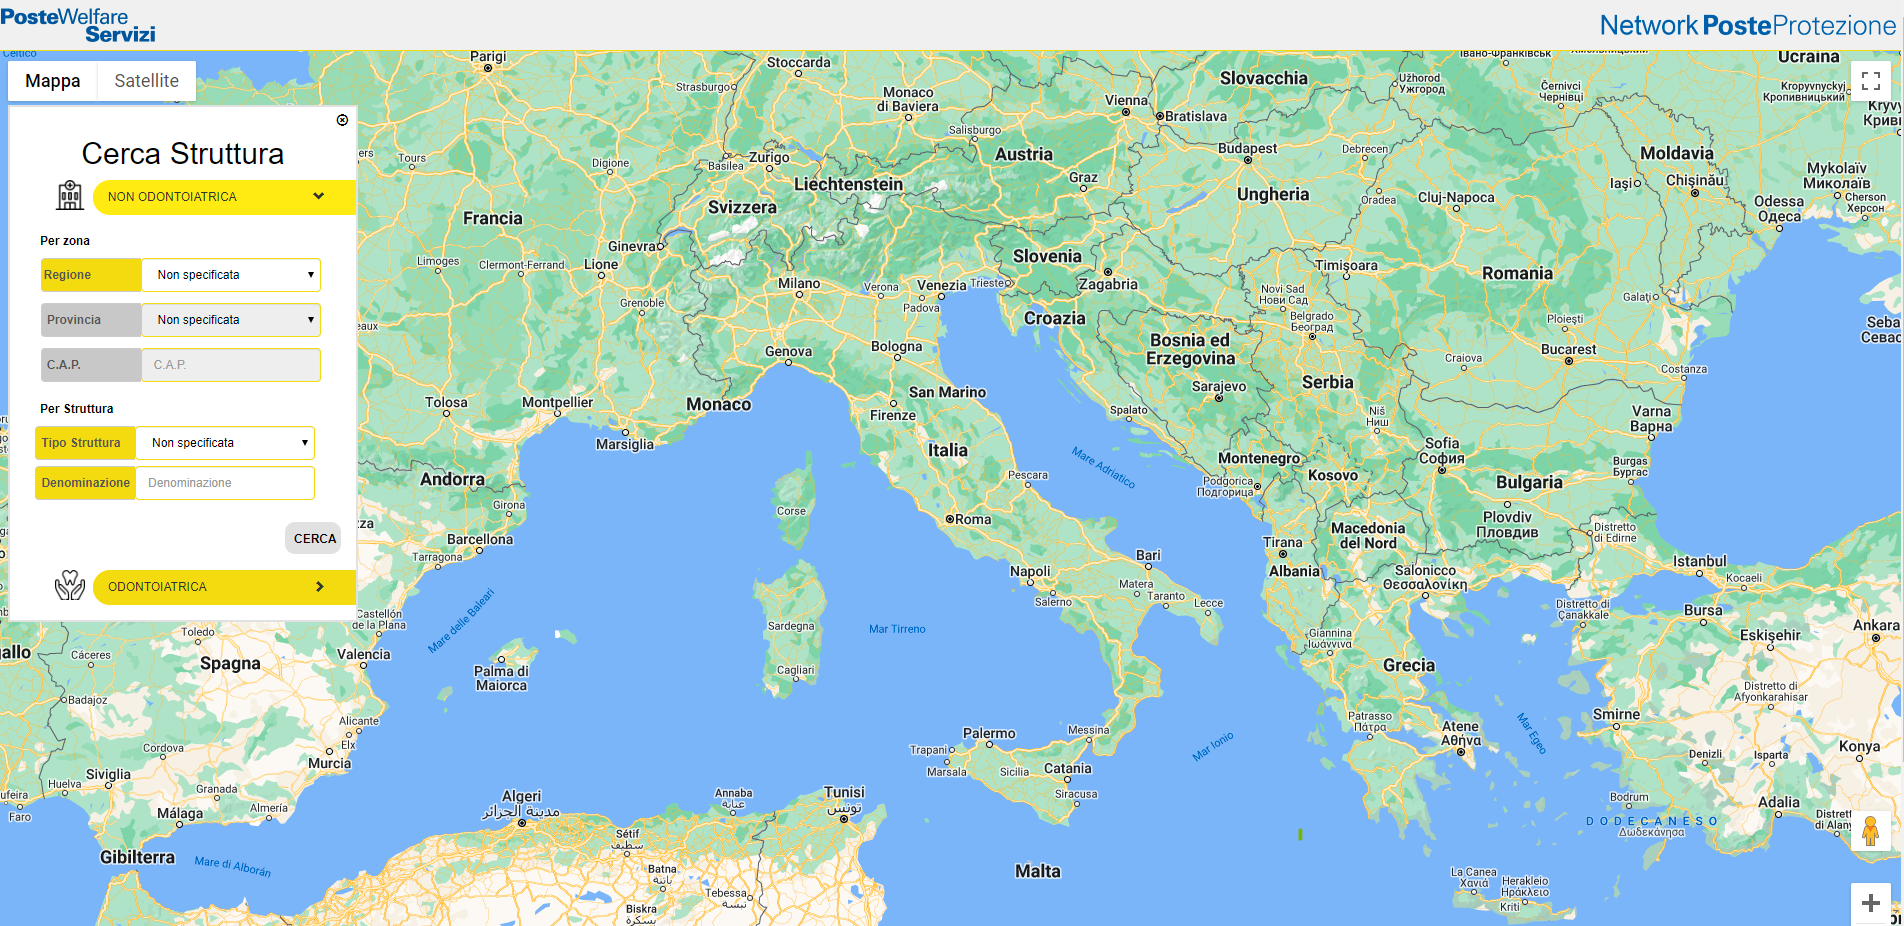 PosteWelfare
Servizi
Network PosteProtezione
Mappa
Satellite
Cerca Struttura
NON ODONTOIATRICA
Per zona
Regione
Non specificata
Provincia
Non specificata
C.A.P.
C.A.P.
Per Struttura
Tipo Struttura
Non specificata
Denominazione
Denominazione
CERCA
ODONTOIATRICA
Parigi
Stoccarda
Strasburgo
Monaco
di Baviera
Vienna
Bratislava
Slovacchia
Užhorod
Ужгород
Івано-Франківськ
Černivci
Чернівці
Ucraina
Kropyvnyckyj
Кропивницький
Tours
Digione
Basilea
Zurigo
Salisburgo
Austria
Liechtenstein
Graz
Budapest
Debrecen
Ungheria
Oradea
Cluj-Napoca
Moldavia
Iași
Chișinău
Mykolaïv
Миколаїв
Cherson
Херсон
Odessa
Одеса
Francia
Svizzera
Ginevra
Limoges
Clermont-Ferrand
Lione
Grenoble
Milano
Verona
Venezia
Padova
Trieste
Slovenia
Zagabria
Croazia
Timișoara
Novi Sad
Нови Сад
Belgrado
Београд
Romania
Galați
Ploiești
Bucarest
Craiova
Costanza
Genova
Bologna
San Marino
Firenze
Monaco
Bosnia ed
Erzegovina
Sarajevo
Serbia
Spalato
Niš
Ниш
Varna
Варна
Sofia
София
Burgas
Бургас
Bulgaria
Plovdiv
Пловдив
Tolosa
Montpellier
Marsiglia
Andorra
Girona
Barcellona
Tarragona
Italia
Pescara
Mare Adriatico
Montenegro
Podgorica
Подгорица
Kosovo
Corse
Roma
Macedonia
del Nord
Tirana
Albania
Distretto
di Edirne
Istanbul
Kocaeli
Bari
Napoli
Salerno
Matera
Taranto
Lecce
Salonicco
Θεσσαλονίκη
Distretto di
Çanakkale
Bursa
Eskişehir
Ankara
Castellón
de la Plana
Mare delle Baleari
Sardegna
Mar Tirreno
Giannina
Ιωάννινα
Toledo
Cáceres
Spagna
Valencia
Palma di
Maiorca
Cagliari
Grecia
Badajoz
Distretto di
Afyonkarahisar
Alicante
Elx
Murcia
Cordova
Siviglia
Huelva
Granada
Almería
Málaga
Faro
Gibilterra
Mare di Alborán
Palermo
Messina
Trapani
Marsala
Sicilia
Catania
Siracusa
Mar Ionio
Patrasso
Πάτρα
Atene
Αθήνα
Mar Egeo
Smirne
Denizli
Isparta
Konya
Bodrum
Adalia
DODECANESO
Δωδεκάνησα
Algeri
مدينة الجزائر
Annaba
عنابة
Tunisi
تونس
Sétif
سطيف
Batna
باتنة
Tebessa
تبسة
Biskra
بسكرة
Malta
La Canea
Χανιά
Herakleio
Ηράκλειο
Kriti